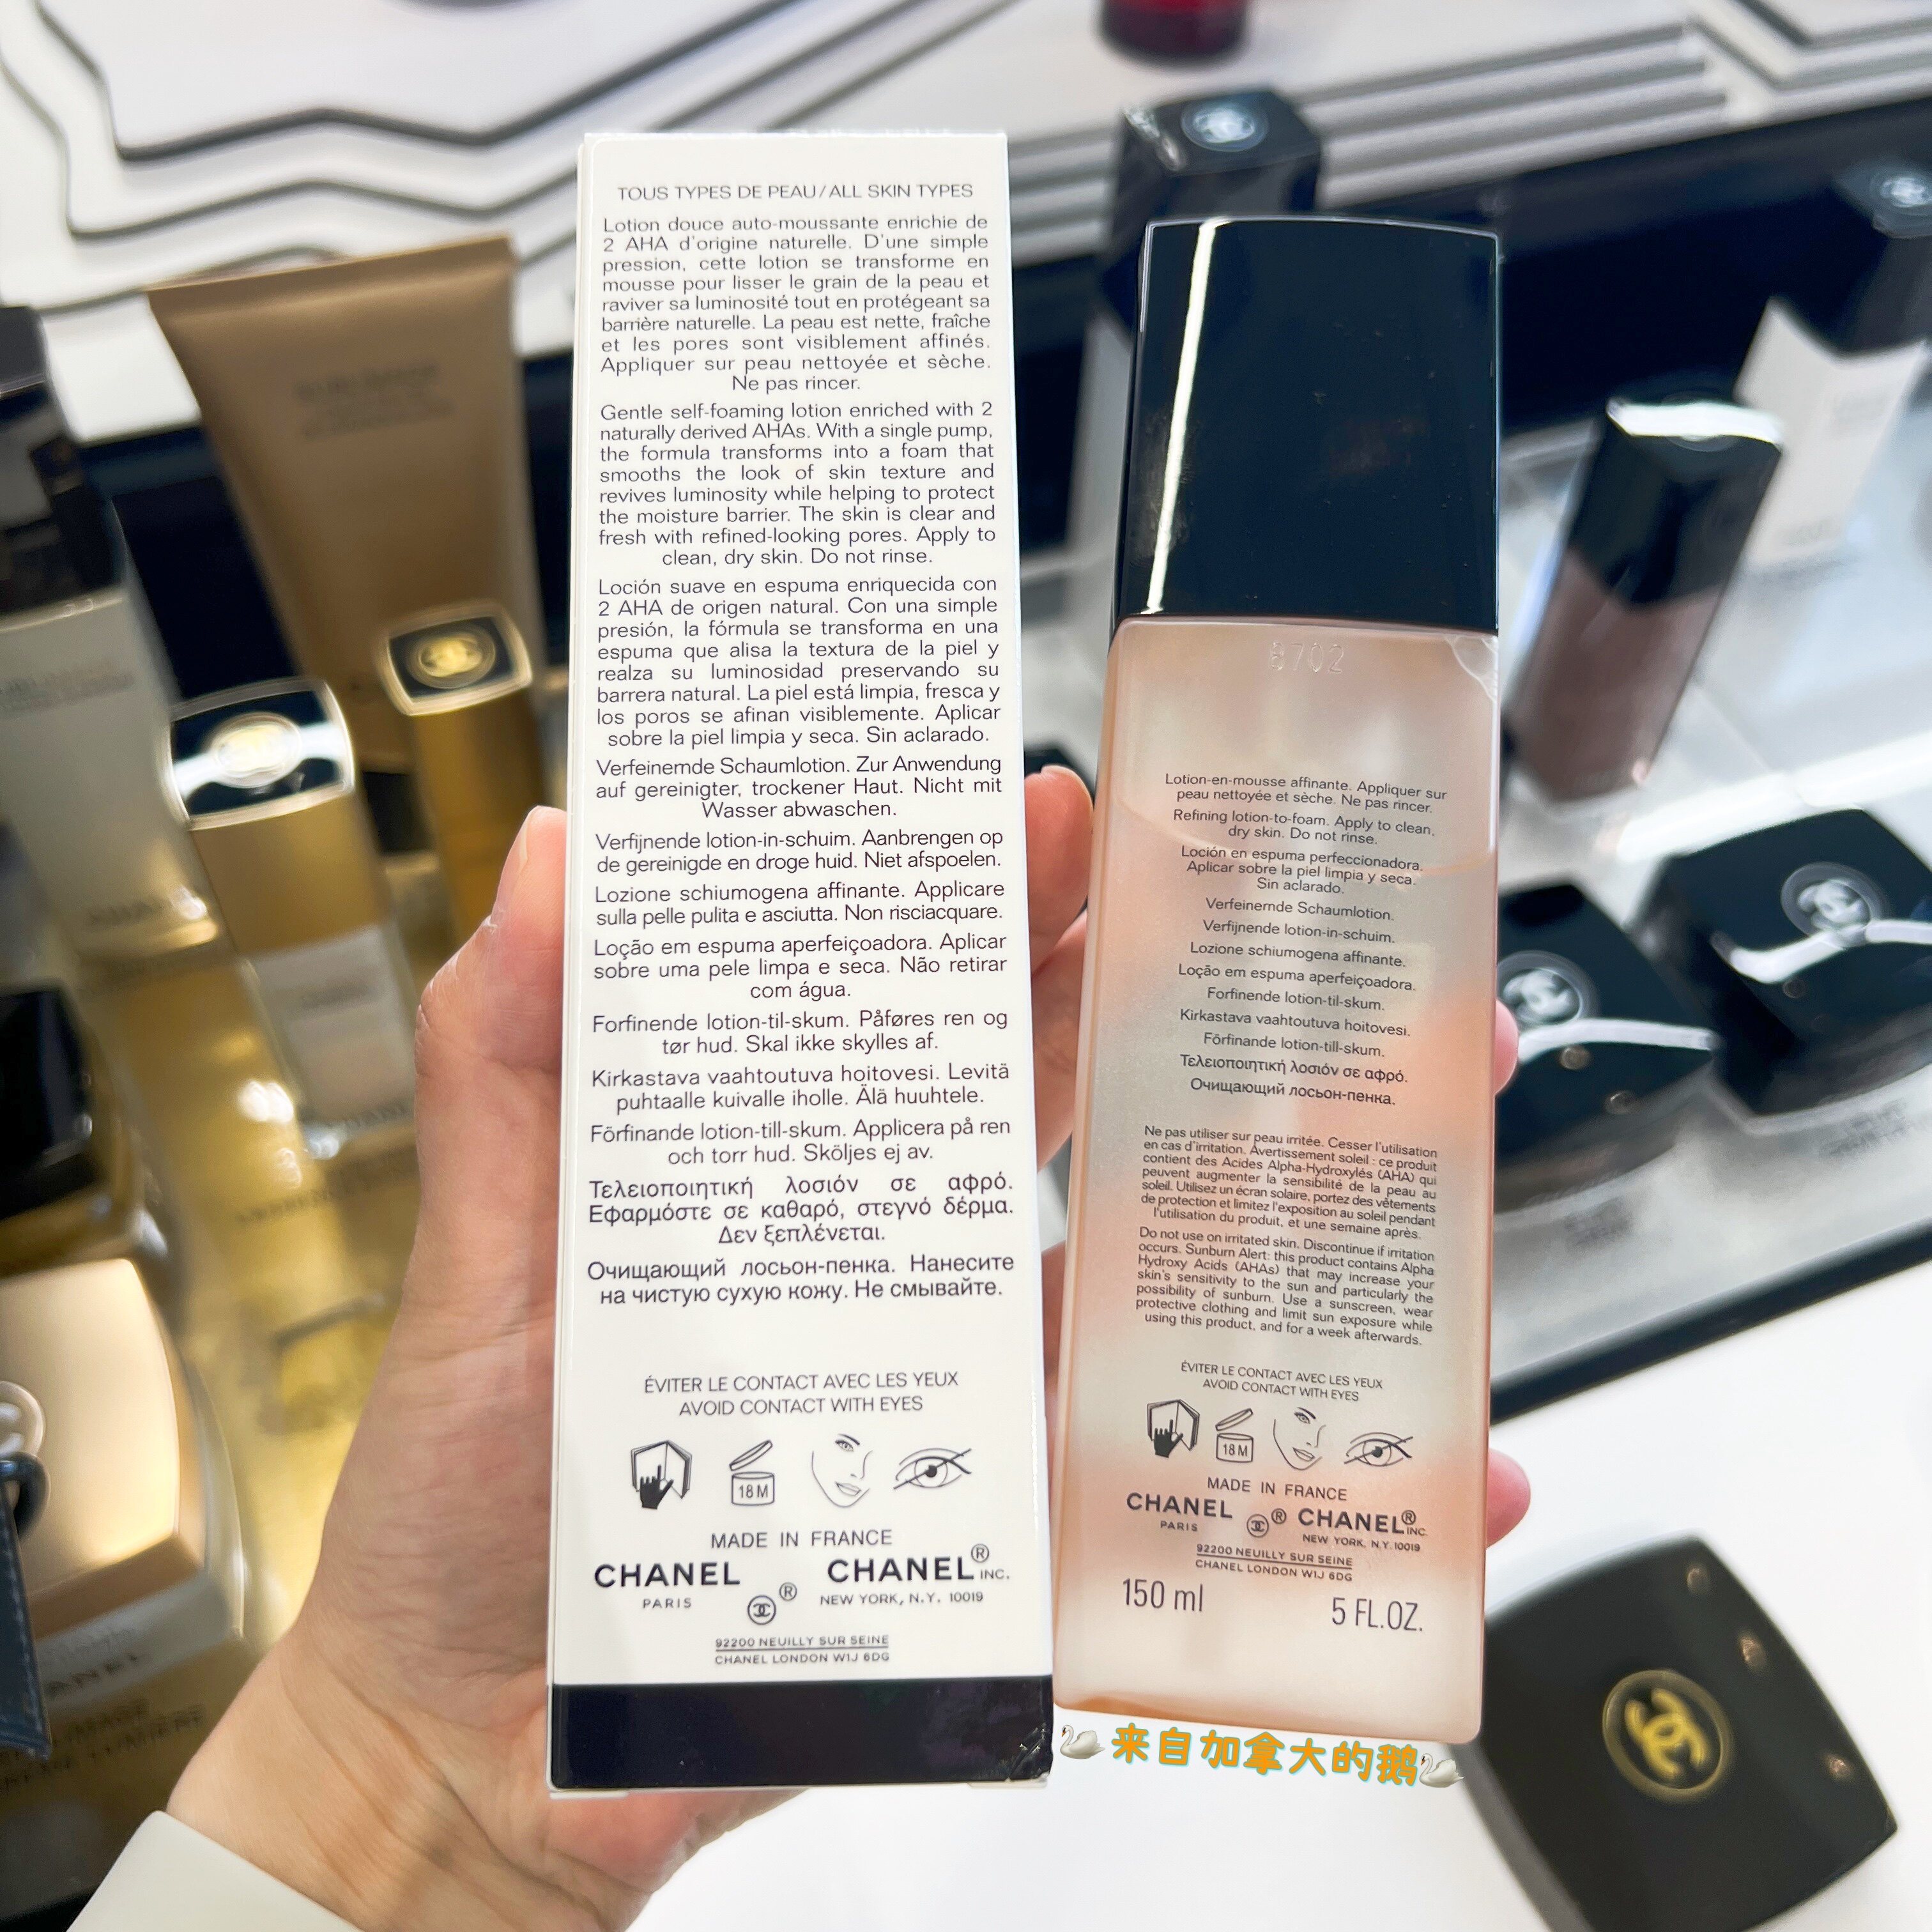 TOUS TYPES DE PEAU/ALL SKIN TYPES
Lotion douce auto-moussante enrichie de
2 AHA d'origine naturelle. D'une simple
pression, cette lotion se transforme en
mousse pour lisser le grain de la peau et
raviver sa luminosité tout en protégeant sa
barrière naturelle. La peau est nette, fraîche
et les pores sont visiblement affinés.
Appliquer sur peau nettoyée et sèche.
Ne pas rincer.
Gentle self-foaming lotion enriched with 2
naturally derived AHAs. With a single pump,
the formula transforms into a foam that
smooths the look of skin texture and
revives luminosity while helping to protect
the moisture barrier. The skin is clear and
fresh with refined-looking pores. Apply to
clean, dry skin. Do not rinse.
Loción suave en espuma enriquecida con
2 AHA de origen natural. Con una simple
presión, la fórmula se transforma en una
espuma que alisa la textura de la piel y
realza su luminosidad preservando su
barrera natural. La piel está limpia, fresca y
los poros se afinan visiblemente. Aplicar
sobre la piel limpia y seca. Sin aclarado.
Verfeinernde Schaumlotion. Zur Anwendung
auf gereinigter, trockener Haut. Nicht mit
Wasser abwaschen.
Verfijnende lotion-in-schuim. Aanbrengen op
de gereinigde en droge huid. Niet afspoelen.
Lozione schiumogena affinante. Applicare
sulla pelle pulita e asciutta. Non risciacquare.
Loção em espuma aperfeiçoadora. Aplicar
sobre uma pele limpa e seca. Não retirar
com água.
Forfinende lotion-til-skum. Påføres ren og
tør hud. Skal ikke skylles af.
Kirkastava vaahtoutuva hoitovesi. Levitä
puhtaalle kuivalle iholle. Älä huuhtele.
Förfinande lotion-till-skum. Applicera på ren
och torr hud. Sköljes ej av.
Τελειοποιητική λοσιόν σε αφρό.
Εφαρμόστε σε καθαρό, στεγνό δέρμα.
Δεν ξεπλένεται.
Очищающий лосьон-пенка. Нанесите
на чистую сухую кожу. Не смывайте.
ÉVITER LE CONTACT AVEC LES YEUX
AVOID CONTACT WITH EYES
18 M
MADE IN FRANCE
CHANEL CHANEL® INC.
PARIS ® NEW YORK, N.Y. 10019
92200 NEUILLY SUR SEINE
CHANEL LONDON W1J 6DG
8702
Lotion-en-mousse affinante. Appliquer sur
peau nettoyée et sèche. Ne pas rincer.
Refining lotion-to-foam. Apply to clean,
dry skin. Do not rinse.
Loción en espuma perfeccionadora.
Aplicar sobre la piel limpia y seca.
Sin aclarado.
Verfeinernde Schaumlotion.
Verfijnende lotion-in-schuim.
Lozione schiumogena affinante.
Loção em espuma aperfeiçoadora.
Forfinende lotion-til-skum.
Kirkastava vaahtoutuva hoitovesi.
Förfinande lotion-till-skum.
Τελειοποιητική λοσιόν σε αφρό.
Очищающий лосьон-пенка.
Ne pas utiliser sur peau irritée. Cesser l'utilisation
en cas d'irritation. Avertissement soleil : ce produit
contient des Acides Alpha-Hydroxylés (AHA) qui
peuvent augmenter la sensibilité de la peau au
soleil. Utilisez un écran solaire, portez des vêtements
de protection et limitez l'exposition au soleil pendant
l'utilisation du produit, et une semaine après.
Do not use on irritated skin. Discontinue if irritation
occurs. Sunburn Alert: this product contains Alpha
Hydroxy Acids (AHAs) that may increase your
skin's sensitivity to the sun and particularly the
possibility of sunburn. Use a sunscreen, wear
protective clothing and limit sun exposure while
using this product, and for a week afterwards.
ÉVITER LE CONTACT AVEC LES YEUX
AVOID CONTACT WITH EYES
18 M
MADE IN FRANCE
CHANEL ® CHANEL® INC.
PARIS NEW YORK, N.Y. 10019
92200 NEUILLY SUR SEINE
CHANEL LONDON W1J 6DG
150 ml 5 FL.OZ.
来自加拿大的鹅